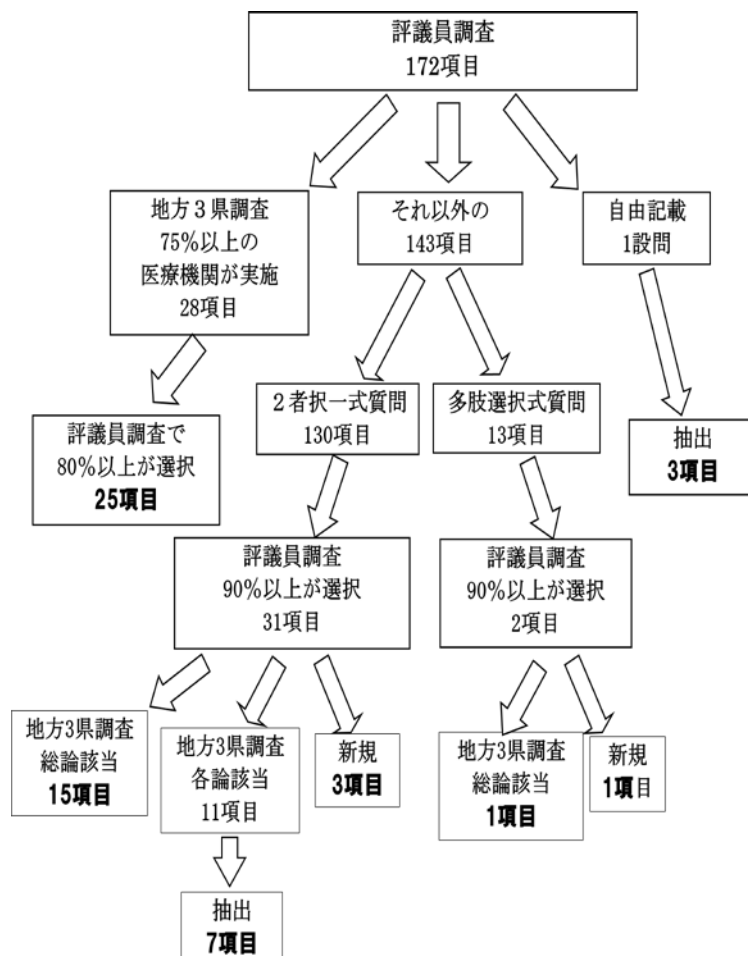 評議員調査
172項目
地方３県調査
75%以上の
医療機関が実施
28項目
それ以外の
143項目
自由記載
1設問
評議員調査で
80%以上が選択
25項目
２者択一式質問
130項目
多肢選択式質問
13項目
抽出
3項目
評議員調査
90%以上が選択
31項目
評議員調査
90%以上が選択
2項目
地方3県調査
総論該当
15項目
地方3県調査
各論該当
11項目
新規
3項目
地方3県調査
総論該当
1項目
新規
1項目
抽出
7項目